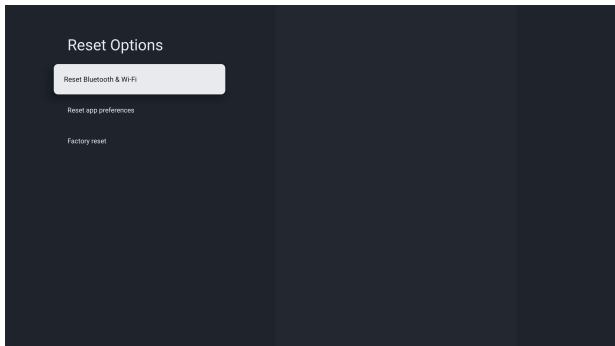 Reset Options
Reset Bluetooth & Wi-Fi
Reset app preferences
Factory reset